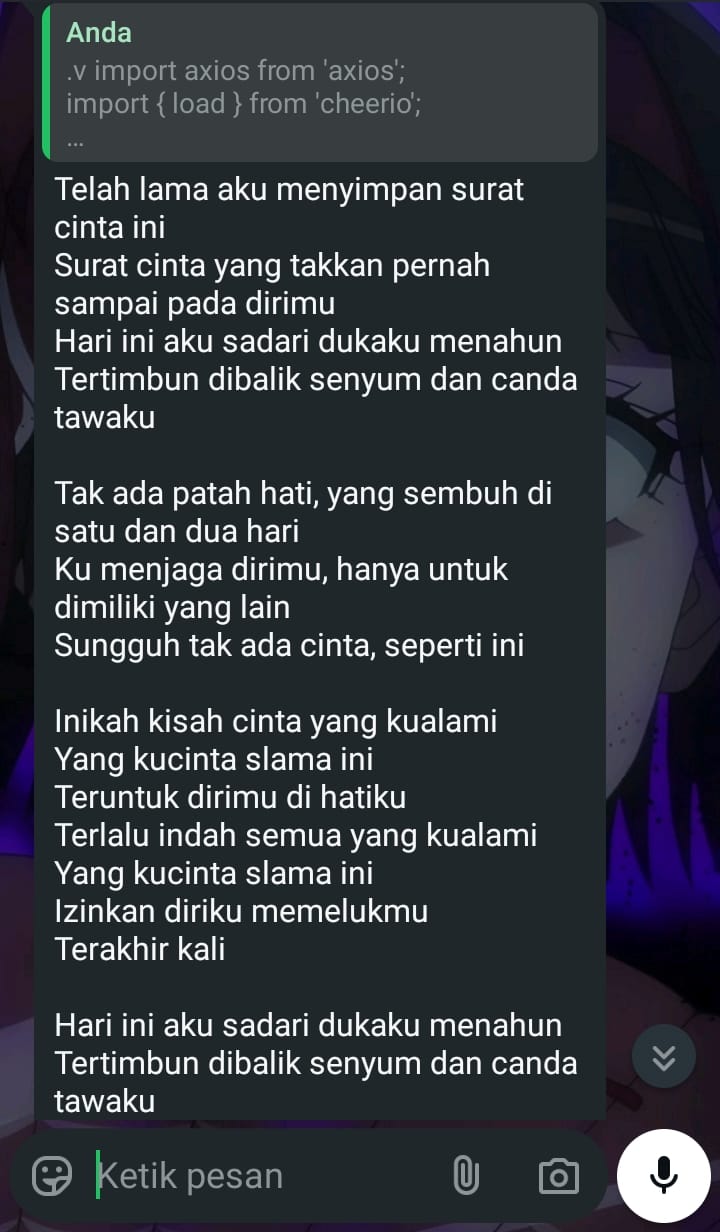 Anda
.v import axios from 'axios';
import { load } from 'cheerio';
...
Telah lama aku menyimpan surat
cinta ini
Surat cinta yang takkan pernah
sampai pada dirimu
Hari ini aku sadari dukaku menahun
Tertimbun dibalik senyum dan canda
tawaku
Tak ada patah hati, yang sembuh di
satu dan dua hari
Ku menjaga dirimu, hanya untuk
dimiliki yang lain
Sungguh tak ada cinta, seperti ini
Inikah kisah cinta yang kualami
Yang kucinta slama ini
Teruntuk dirimu di hatiku
Terlalu indah semua yang kualami
Yang kucinta slama ini
Izinkan diriku memelukmu
Terakhir kali
Hari ini aku sadari dukaku menahun
Tertimbun dibalik senyum dan canda
tawaku
Ketik pesan